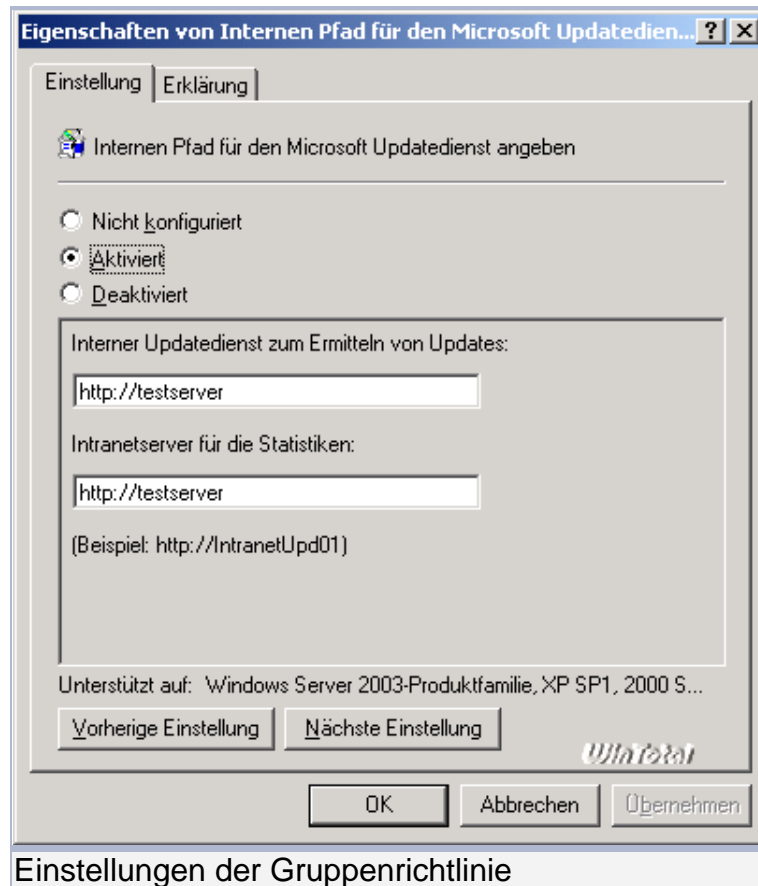 Eigenschaften von Internen Pfad für den Microsoft Updatedien...
Einstellung
Erklärung
Internen Pfad für den Microsoft Updatedienst angeben
Nicht konfiguriert
Aktiviert
Deaktiviert
Interner Updatedienst zum Ermitteln von Updates:
http://testserver
Intranetserver für die Statistiken:
http://testserver
(Beispiel: http://IntranetUpd01)
Unterstützt auf: Windows Server 2003-Produktfamilie, XP SP1, 2000 S...
Vorherige Einstellung
Nächste Einstellung
WinTotal
OK
Abbrechen
Übernehmen
Einstellungen der Gruppenrichtlinie